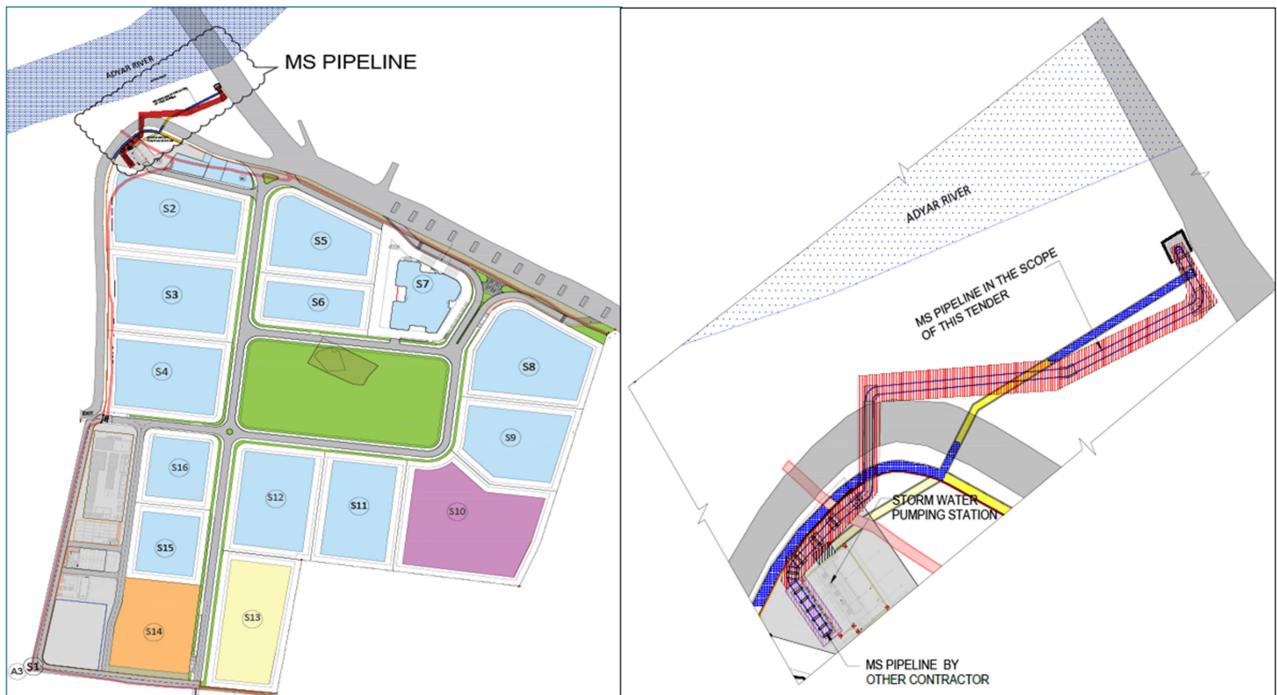 ADYAR RIVER
MS PIPELINE
S2
S5
S7
S3
S6
S4
S8
EXIT
S9
S16
S12
S11
S10
S15
S13
S14
A3
S1
ADYAR RIVER
MS PIPELINE IN THE SCOPE
OF THIS TENDER
STORM WATER
PUMPING STATION
MS PIPELINE BY
OTHER CONTRACTOR